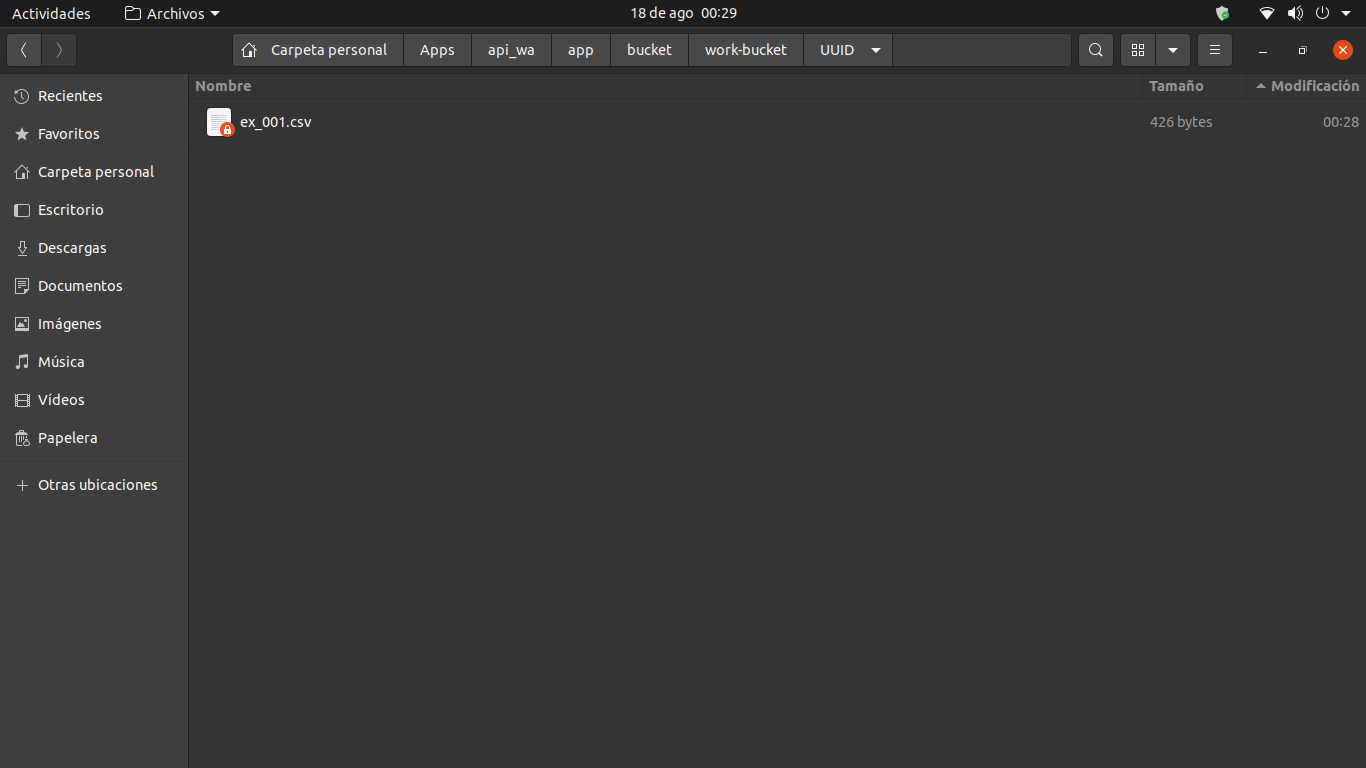 Actividades Archivos 18 de ago 00:29
Carpeta personal Apps api_wa app bucket work-bucket UUID
Nombre Tamaño Modificación
ex_001.csv 426 bytes 00:28
Recientes
Favoritos
Carpeta personal
Escritorio
Descargas
Documentos
Imágenes
Música
Vídeos
Papelera
Otras ubicaciones